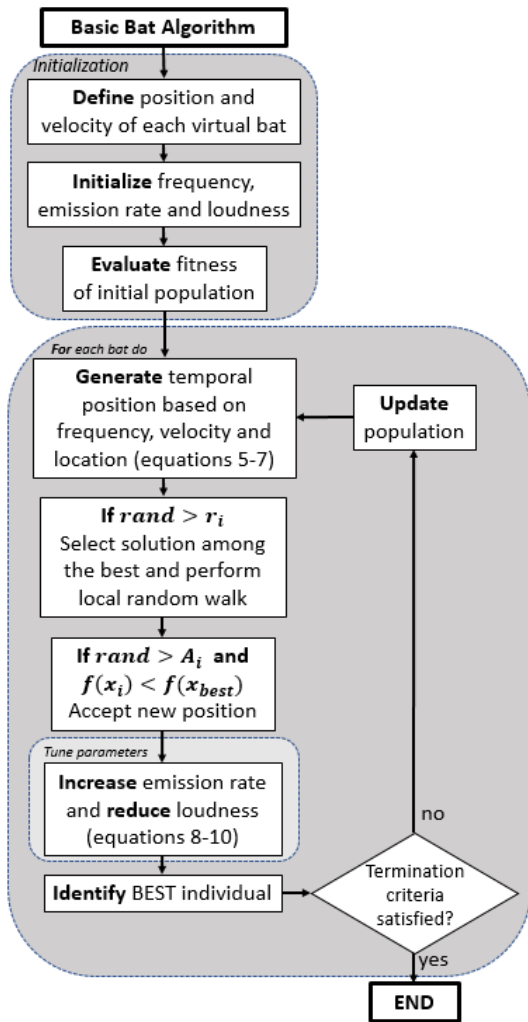 Basic Bat Algorithm
Initialization
Define position and
velocity of each virtual bat
Initialize frequency,
emission rate and loudness
Evaluate fitness
of initial population
For each bat do
Generate temporal
position based on
frequency, velocity and
location (equations 5-7)
Update
population
If rand > r_i
Select solution among
the best and perform
local random walk
If rand > A_i and
f(x_i) < f(x_best)
Accept new position
Tune parameters
Increase emission rate
and reduce loudness
(equations 8-10)
Identify BEST individual
no
Termination
criteria
satisfied?
yes
END